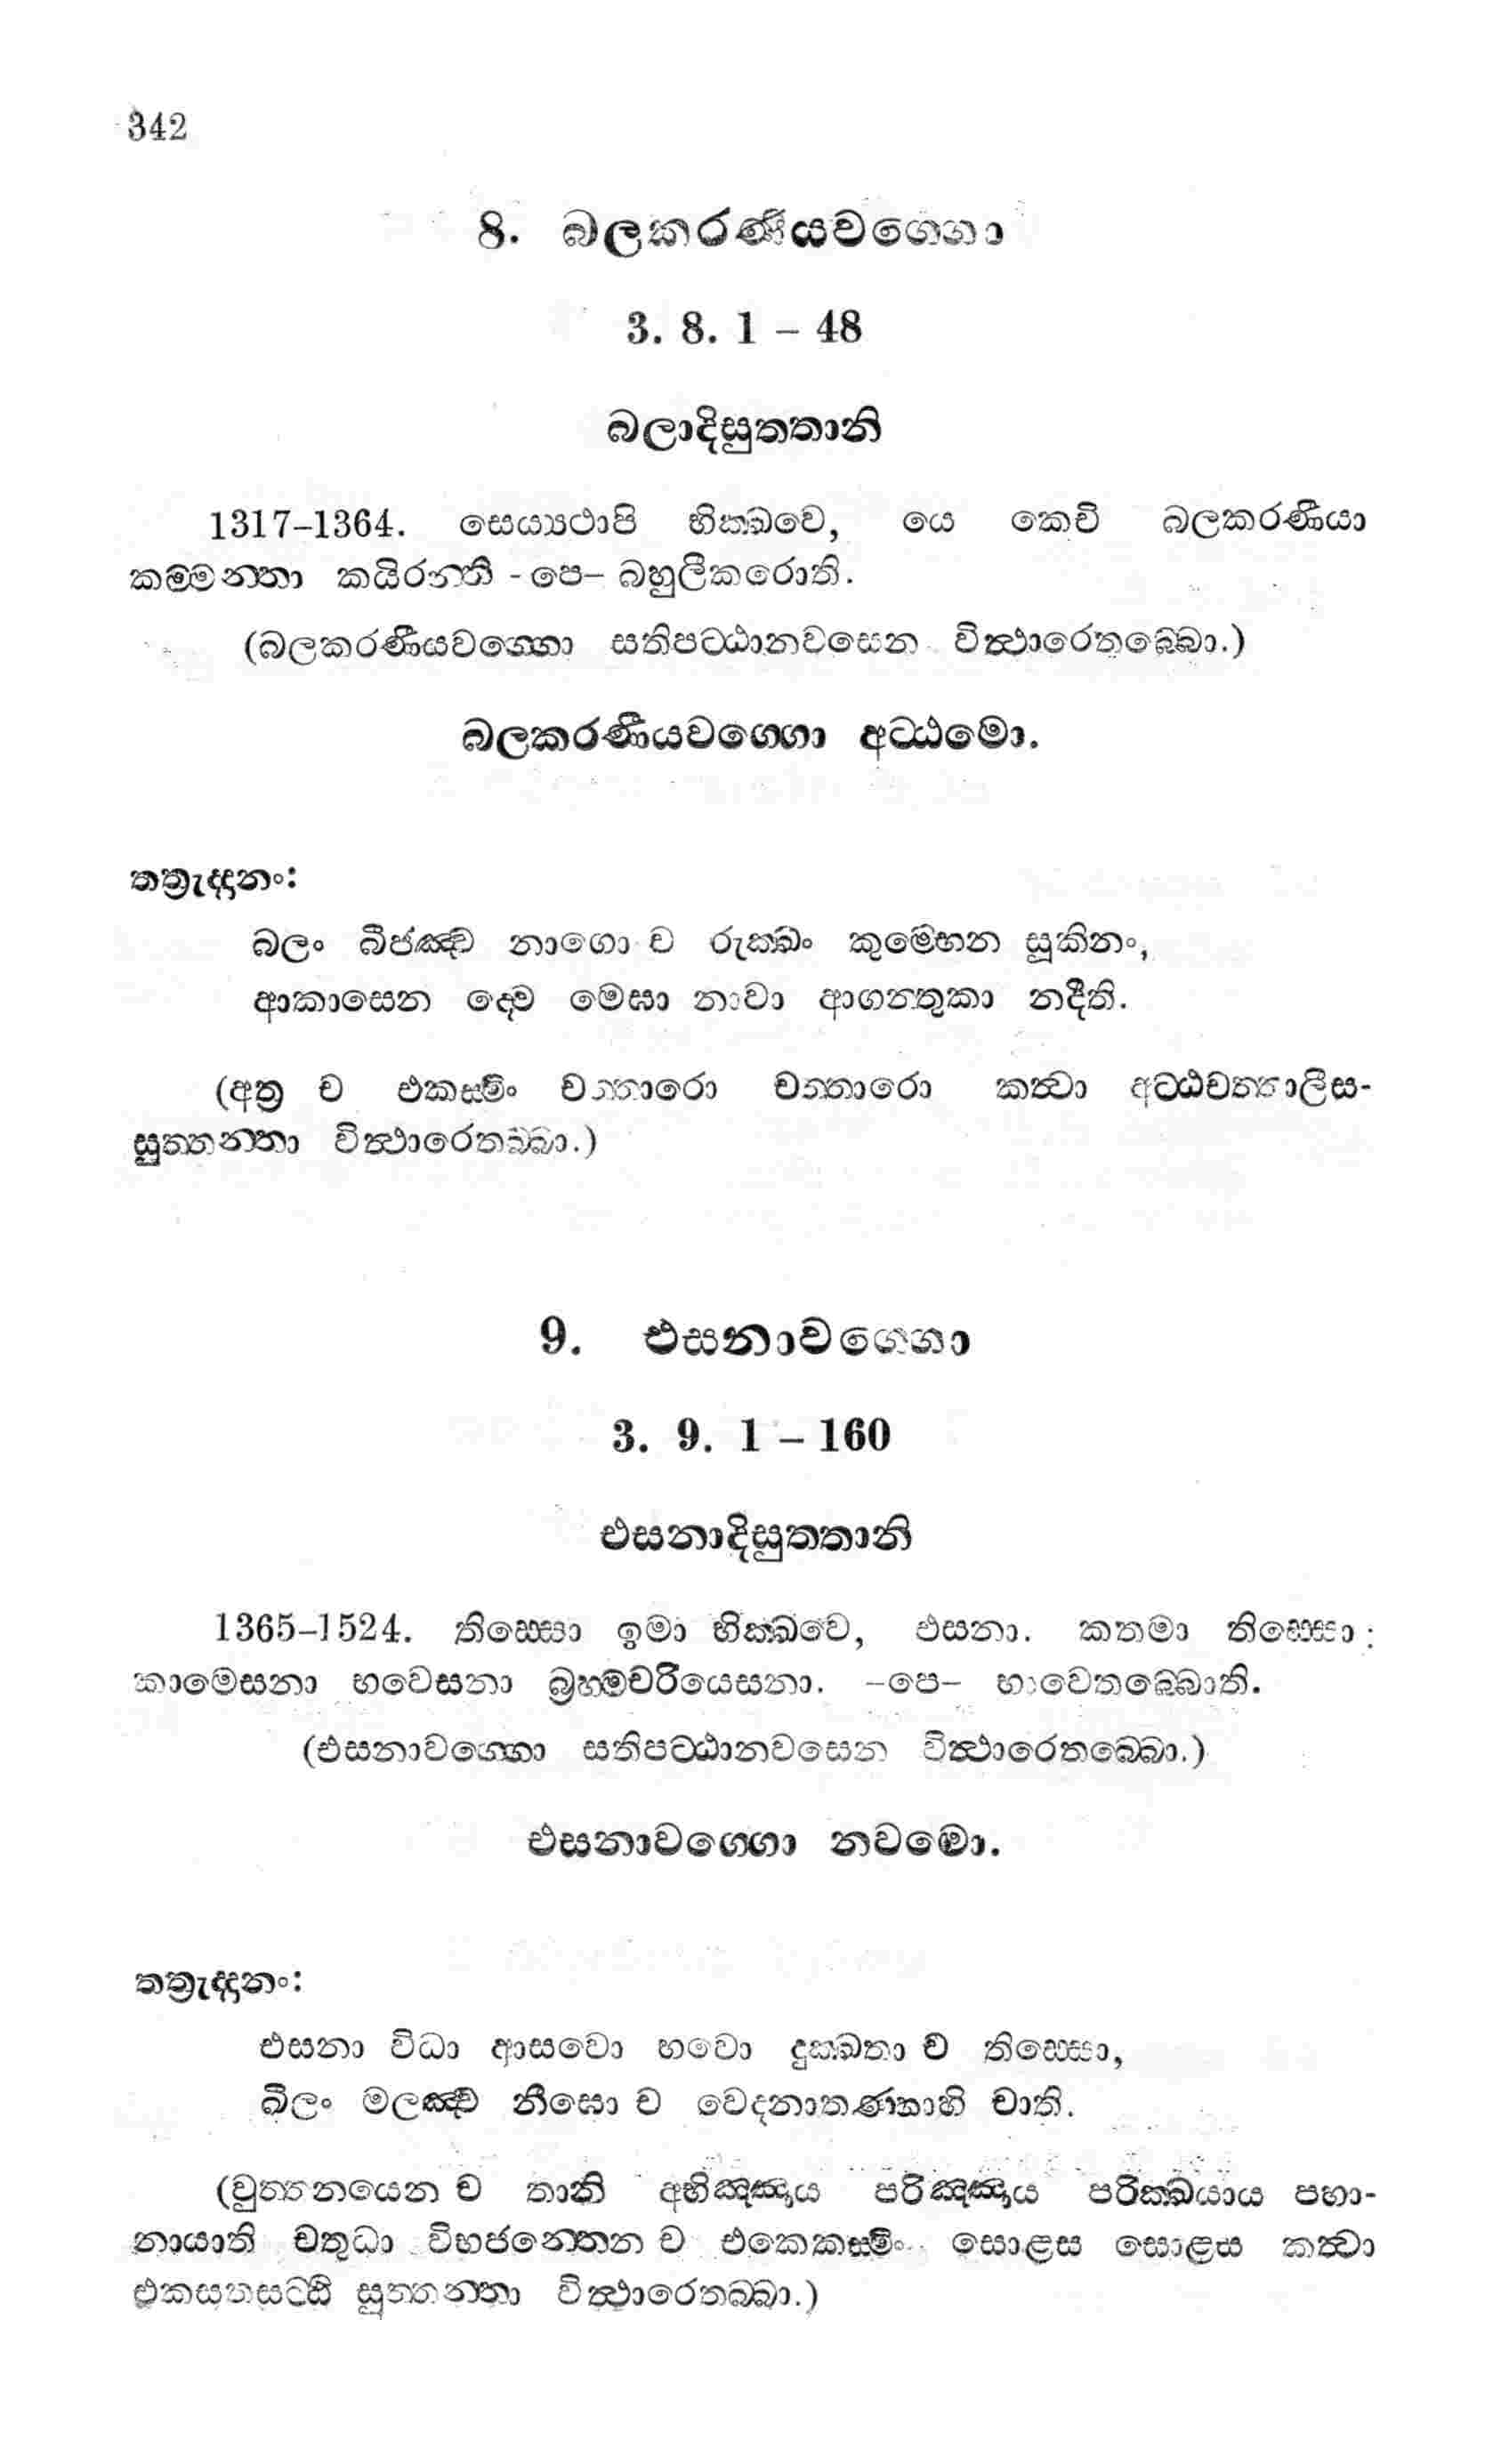 342
8. බලකරණීයවග්ගො
3. 8. 1 – 48
බලාදිසුත්තානි
1317–1364. සෙය්‍යථාපි භික්ඛවෙ, යෙ කෙචි බලකරණීයා
කම්මන්තා කයිරන්ති -පෙ– බහුලීකරොති.
(බලකරණීයවග්ගො සතිපට්ඨානවසෙන විත්ථාරෙතබ්බො.)
බලකරණීයවග්ගො අට්ඨමො.
තත්‍රැද්දානං:
බලං බීජඤ්ච නාගො ච රුක්ඛං කුම්භෙන සූකිනං,
ආකාසෙන ද්වෙ මෙඝා නාවා ආගන්තුකා නදීති.
(අත්‍ර ච එකස්මිං චත්තාරො චත්තාරො කත්වා අට්ඨචත්තාලීස-
සුත්තන්තා විත්ථාරෙතබ්බා.)
9. එසනාවග්ගො
3. 9. 1 – 160
එසනාදිසුත්තානි
1365–1524. තිස්සො ඉමා භික්ඛවෙ, එසනා. කතමා තිස්සො:
කාමෙසනා භවෙසනා බ්‍රහ්මචරියෙසනා. –පෙ– භාවෙතබ්බොති.
(එසනාවග්ගො සතිපට්ඨානවසෙන විත්ථාරෙතබ්බො.)
එසනාවග්ගො නවමො.
තත්‍රැද්දානං:
එසනා විධා ආසවො භවො දුක්ඛතා ච තිස්සො,
ඛීලං මලඤ්ච නීඝො ච වෙදනාතණ්හාහි චාති.
(වුත්තනයෙන ච තානි අභිඤ්ඤාය පරිඤ්ඤාය පරික්ඛයාය පහා-
නායාති චතුධා විභජන්තෙන ච එකෙකස්මිං සොළස සොළස කත්වා
එකසතසට්ඨි සුත්තන්තා විත්ථාරෙතබ්බා.)